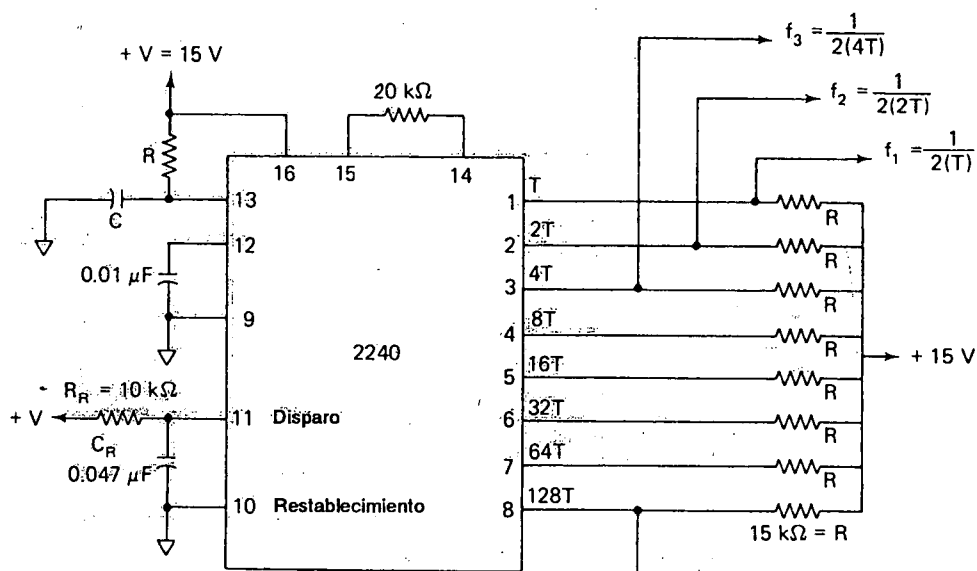 f₃ = 1/2(4T)
+ V = 15 V
20 kΩ
f₂ = 1/2(2T)
f₁ = 1/2(T)
R
16
15
14
13
C
T
1
R
12
2T
2
R
0.01 µF
4T
3
R
9
8T
4
R
2240
+ 15 V
16T
5
R
R_R = 10 kΩ
+ V
11
Disparo
32T
6
R
C_R
0.047 µF
64T
7
R
10
Restablecimiento
128T
8
15 kΩ = R